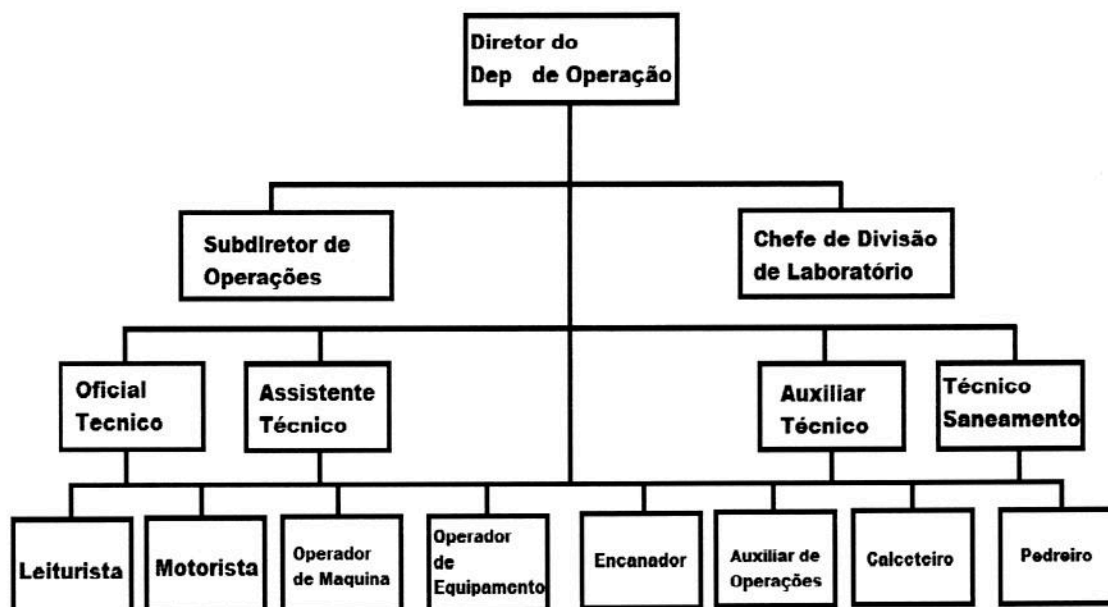 Diretor do
Dep de Operação
Subdiretor de
Operações
Chefe de Divisão
de Laboratório
Oficial
Tecnico
Assistente
Técnico
Auxiliar
Técnico
Técnico
Saneamento
Leiturista
Motorista
Operador
de Maquina
Operador
de
Equipamento
Encanador
Auxiliar de
Operações
Calceteiro
Pedreiro